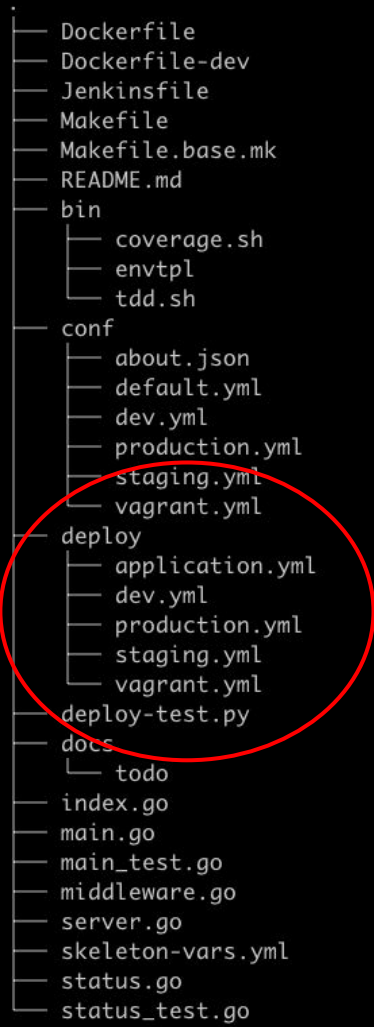 .
Dockerfile
Dockerfile-dev
Jenkinsfile
Makefile
Makefile.base.mk
README.md
bin
coverage.sh
envtpl
tdd.sh
conf
about.json
default.yml
dev.yml
production.yml
staging.yml
vagrant.yml
deploy
application.yml
dev.yml
production.yml
staging.yml
vagrant.yml
deploy-test.py
docs
todo
index.go
main.go
main_test.go
middleware.go
server.go
skeleton-vars.yml
status.go
status_test.go